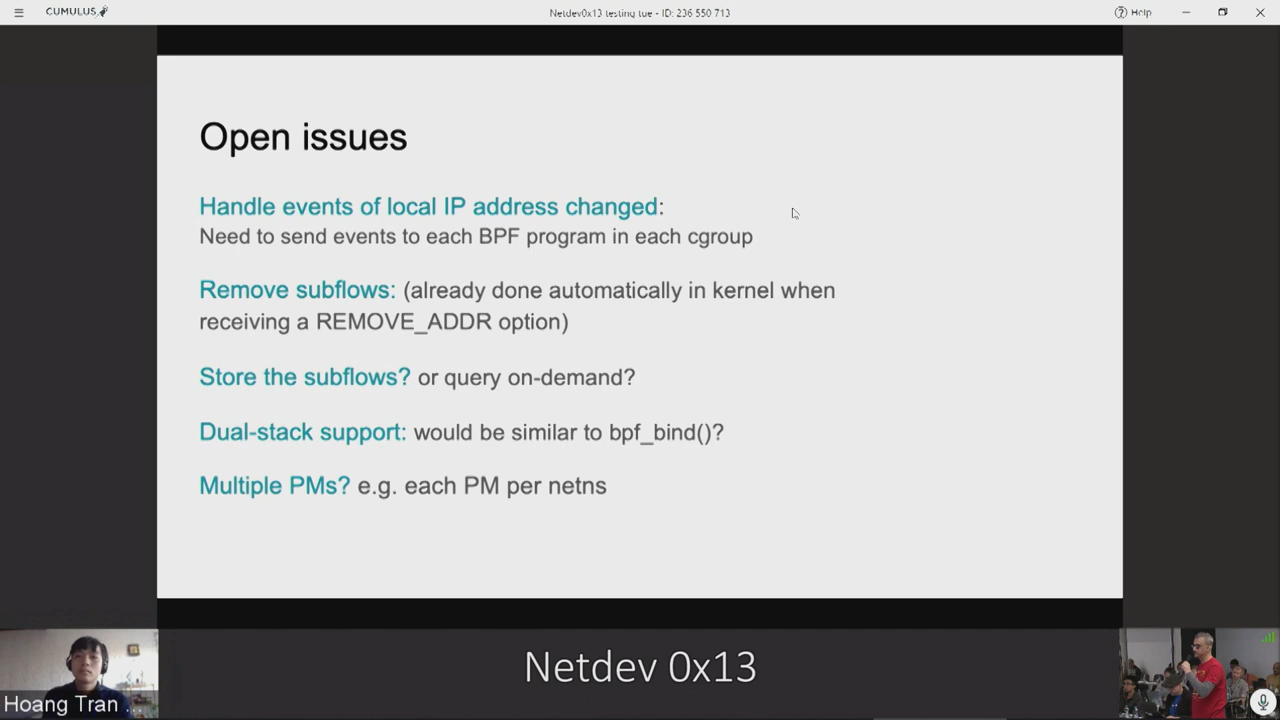 CUMULUS
Netdev0x13 testing tue - ID: 236 550 713
Help
Open issues
Handle events of local IP address changed:
Need to send events to each BPF program in each cgroup
Remove subflows: (already done automatically in kernel when
receiving a REMOVE_ADDR option)
Store the subflows? or query on-demand?
Dual-stack support: would be similar to bpf_bind()?
Multiple PMs? e.g. each PM per netns
Hoang Tran ...
Netdev 0x13